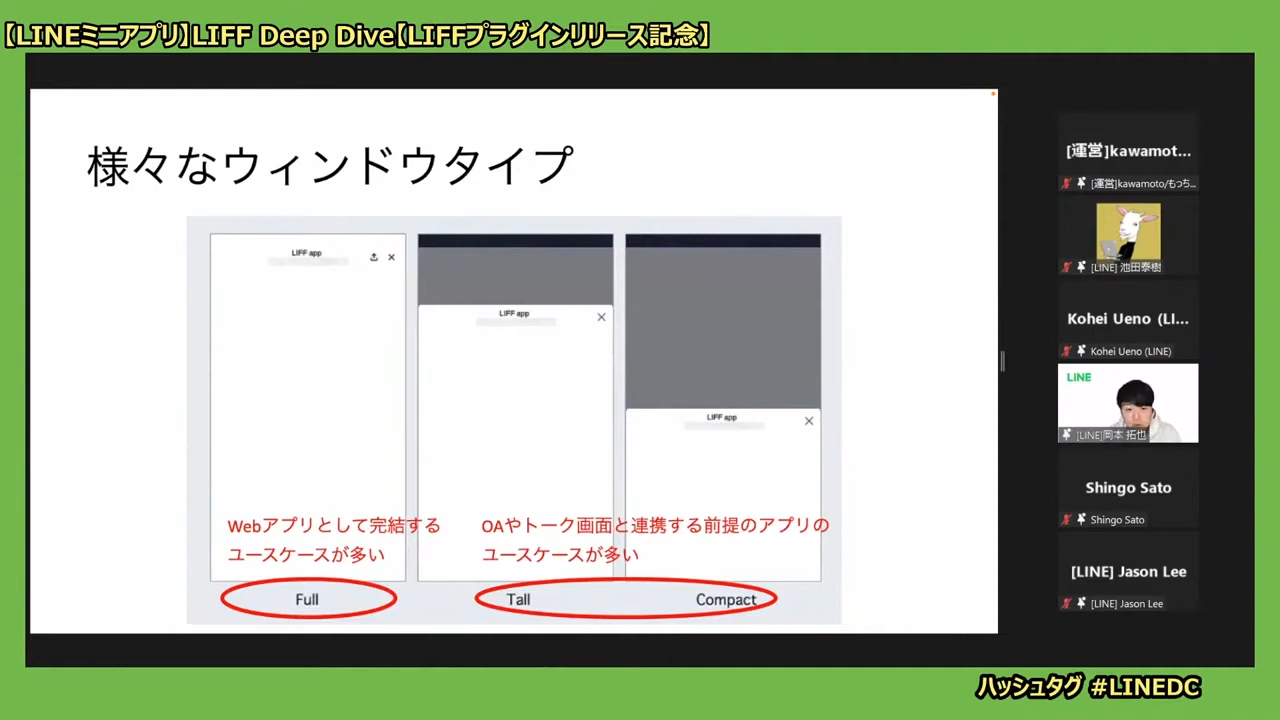 【LINEミニアプリ】LIFF Deep Dive【LIFFプラグインリリース記念】
様々なウィンドウタイプ
LIFF app
LIFF app
LIFF app
Webアプリとして完結する
ユースケースが多い
OAやトーク画面と連携する前提のアプリの
ユースケースが多い
Full
Tall
Compact
[運営]kawamot...
[運営]kawamoto/もっち...
[LINE] 池田泰樹
Kohei Ueno (LI...
Kohei Ueno (LINE)
LINE
[LINE]岡本 拓也
Shingo Sato
Shingo Sato
[LINE] Jason Lee
[LINE] Jason Lee
ハッシュタグ #LINEDC